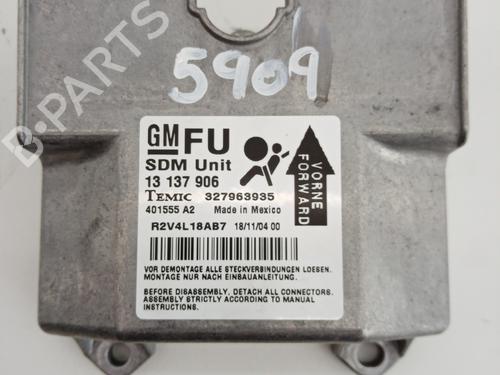 5909
GM FU
SDM Unit
13 137 906
TEMIC 327963935
401555 A2 Made in Mexico
R2V4L18AB7 18/11/04 00
VORNE
FORWARD
VOR DEMONTAGE ALLE STECKVERBINDUNGEN LOESEN.
MONTAGE NUR NACH EINBAUANLEITUNG.
BEFORE DISASSEMBLY, DETACH ALL CONNECTORS.
ASSEMBLY STRICTLY ACCORDING TO MANUAL
INSTRUCTIONS.
B-PARTS